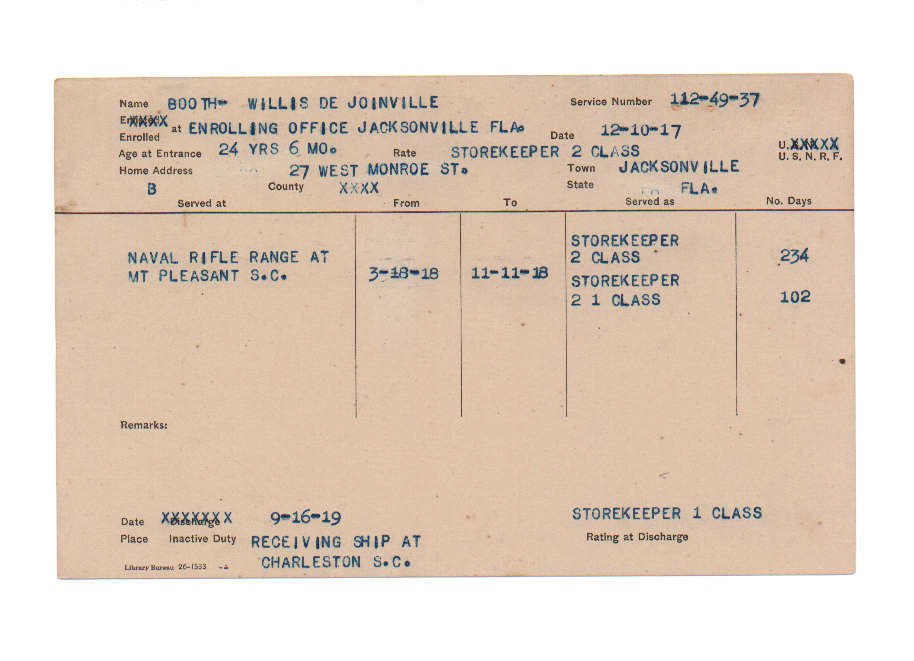 Name BOOTH- WILLIS DE JOINVILLE Service Number 112-49-37
Enrolled at ENROLLING OFFICE JACKSONVILLE FLA. Date 12-10-17
Age at Entrance 24 YRS 6 MO. Rate STOREKEEPER 2 CLASS U.XXXXX
U. S. N. R. F.
Home Address 27 WEST MONROE ST. Town JACKSONVILLE
B County XXXX State FLA.
Served at From To Served as No. Days
STOREKEEPER
NAVAL RIFLE RANGE AT 2 CLASS 234
MT PLEASANT S.C. 3-18-18 11-11-18 STOREKEEPER
2 1 CLASS 102
Remarks:
Date XXXXXXX 9-16-19 STOREKEEPER 1 CLASS
Discharge
Place Inactive Duty RECEIVING SHIP AT Rating at Discharge
CHARLESTON S.C.
Library Bureau 26-1583